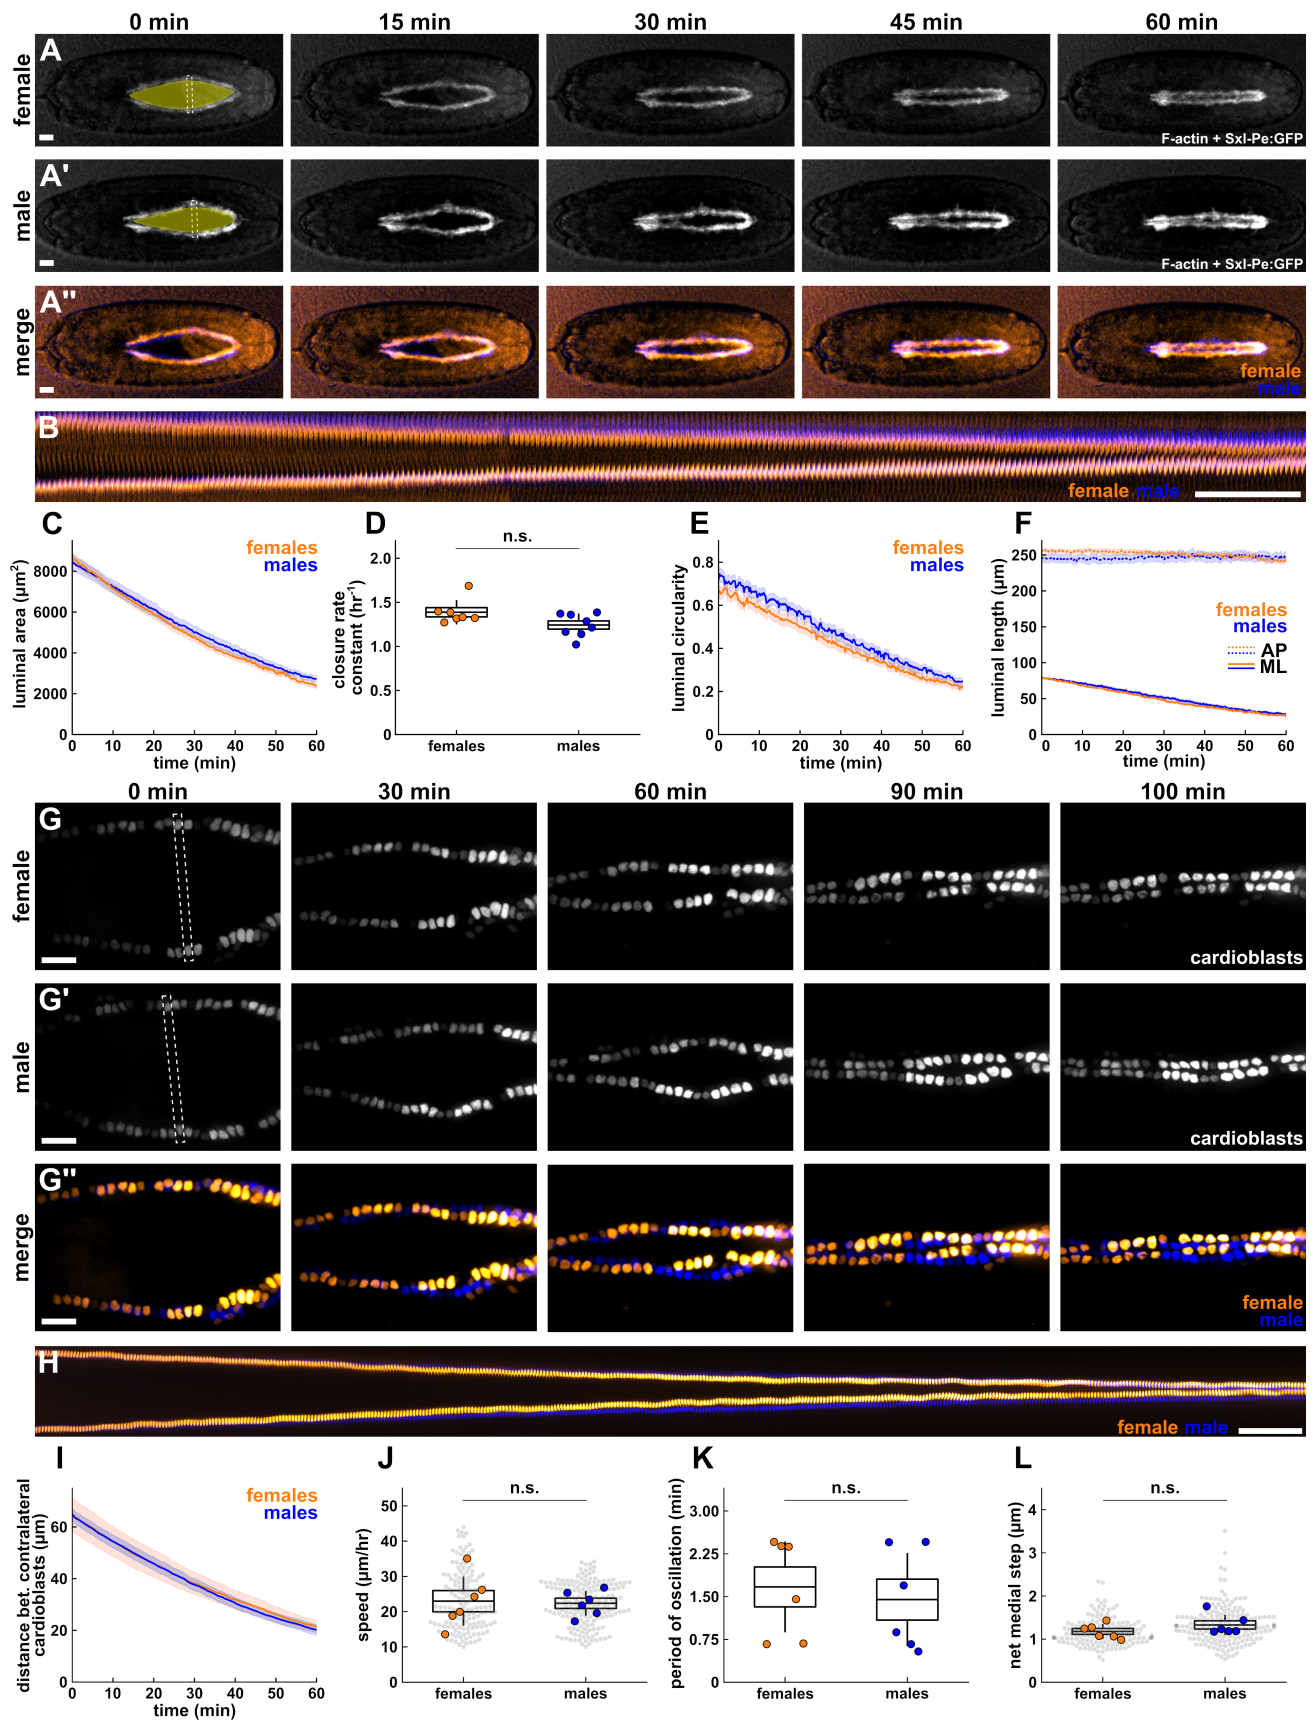 0 min 15 min 30 min 45 min 60 min
A
female
F-actin + Sxl-Pe:GFP
A'
male
F-actin + Sxl-Pe:GFP
A"
merge
female
male
B
female male
C
females
males
luminal area (µm²)
8000
6000
4000
2000
0
0 10 20 30 40 50 60
time (min)
D
n.s.
closure rate
constant (hr⁻¹)
2.0
1.5
1.0
0.5
0
females males
E
females
males
luminal circularity
0.8
0.6
0.4
0.2
0
0 10 20 30 40 50 60
time (min)
F
luminal length (µm)
250
200
150
100
50
0
females
males
AP
ML
0 10 20 30 40 50 60
time (min)
0 min 30 min 60 min 90 min 100 min
G
female
cardioblasts
G'
male
cardioblasts
G"
merge
female
male
H
female male
I
females
males
distance bet. contralateral
cardioblasts (µm)
60
40
20
0
0 10 20 30 40 50 60
time (min)
J
n.s.
speed (µm/hr)
50
40
30
20
10
0
females males
K
n.s.
period of oscillation (min)
3.00
2.25
1.50
0.75
0
females males
L
n.s.
net medial step (µm)
4
3
2
1
0
females males